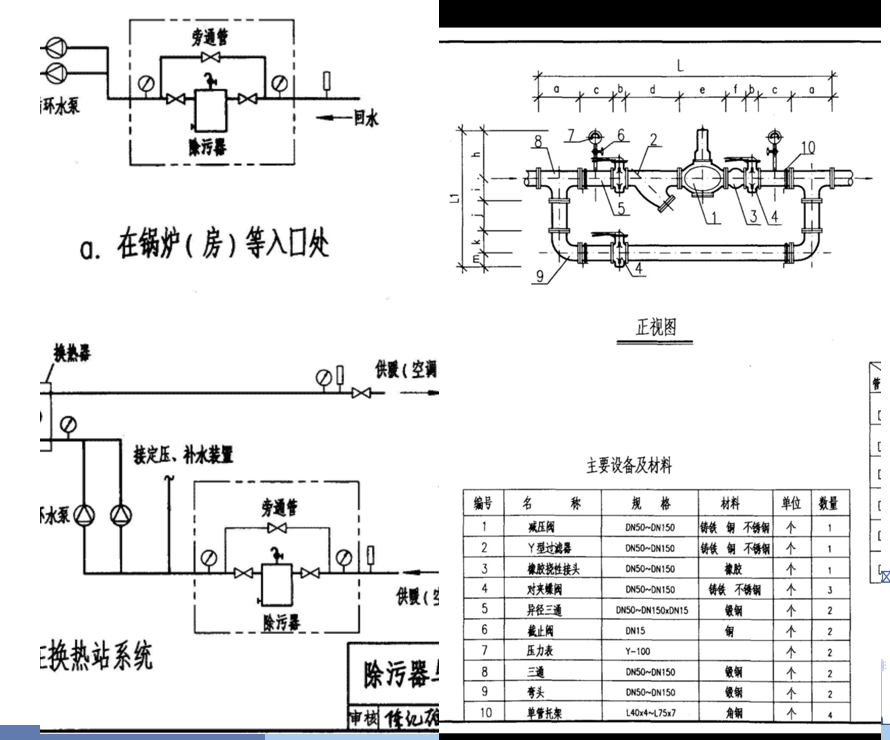 旁通管
循环水泵
除污器
回水
a. 在锅炉(房)等入口处
换热器
供暖(空调
接定压、补水装置
旁通管
环水泵
除污器
供暖(空
换热站系统
除污器
审核
L
a c b d e f b c a
7 6 2
8 10
h
L1
i
j
k
m
5 1 3 4
9 4
正视图
主要设备及材料
编号 名 称 规 格 材料 单位 数量
1 减压阀 DN50~DN150 铸铁 铜 不锈钢 个 1
2 Y型过滤器 DN50~DN150 铸铁 铜 不锈钢 个 1
3 橡胶挠性接头 DN50~DN150 橡胶 个 1
4 对夹蝶阀 DN50~DN150 铸铁 不锈钢 个 3
5 异径三通 DN50~DN150xDN15 锻钢 个 2
6 截止阀 DN15 铜 个 2
7 压力表 Y-100 个 2
8 三通 DN50~DN150 锻钢 个 2
9 弯头 DN50~DN150 锻钢 个 2
10 单管托架 L40x4~L75x7 角钢 个 4
管